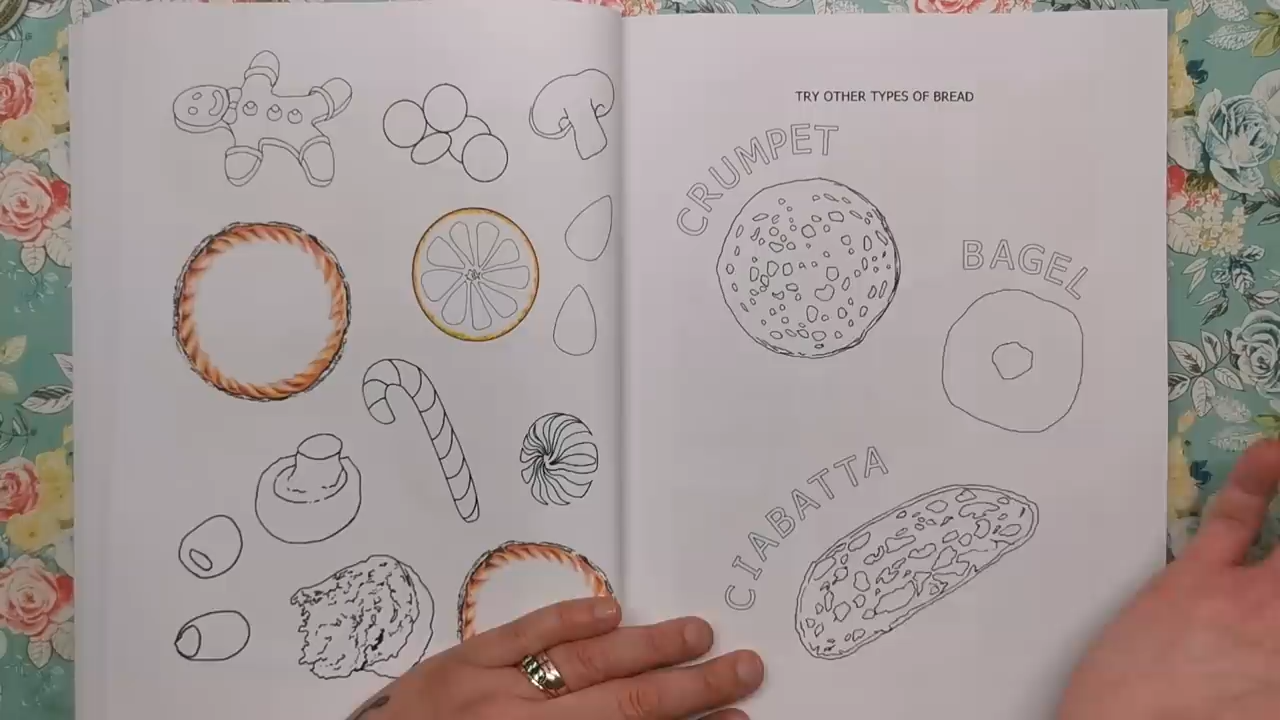 TRY OTHER TYPES OF BREAD
CRUMPET
BAGEL
CIABATTA